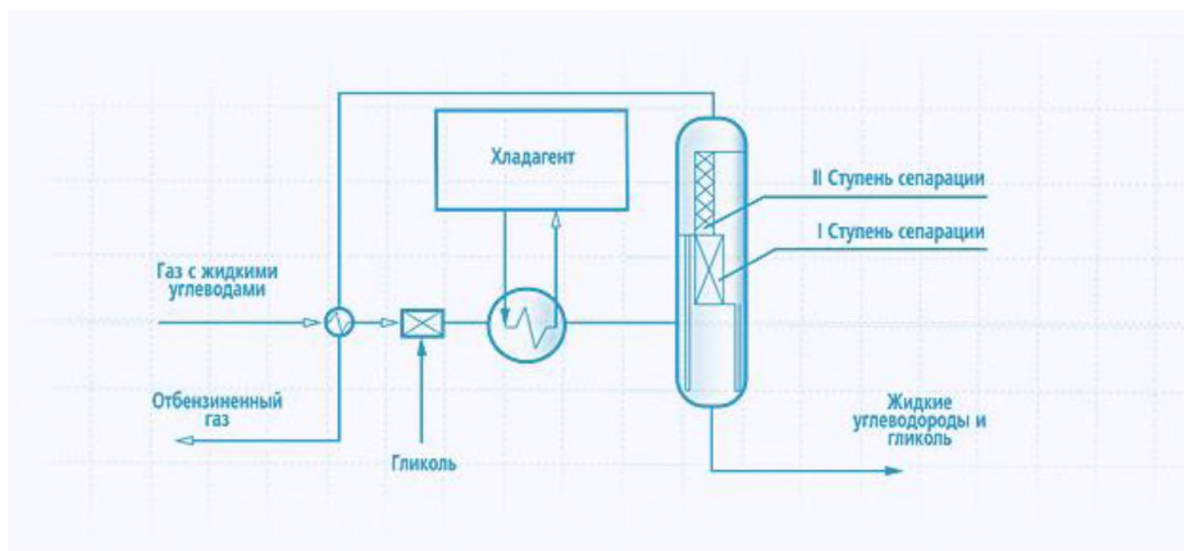 Хладагент
II Ступень сепарации
I Ступень сепарации
Газ с жидкими
углеводами
Отбензиненный
газ
Гликоль
Жидкие
углеводороды и
гликоль